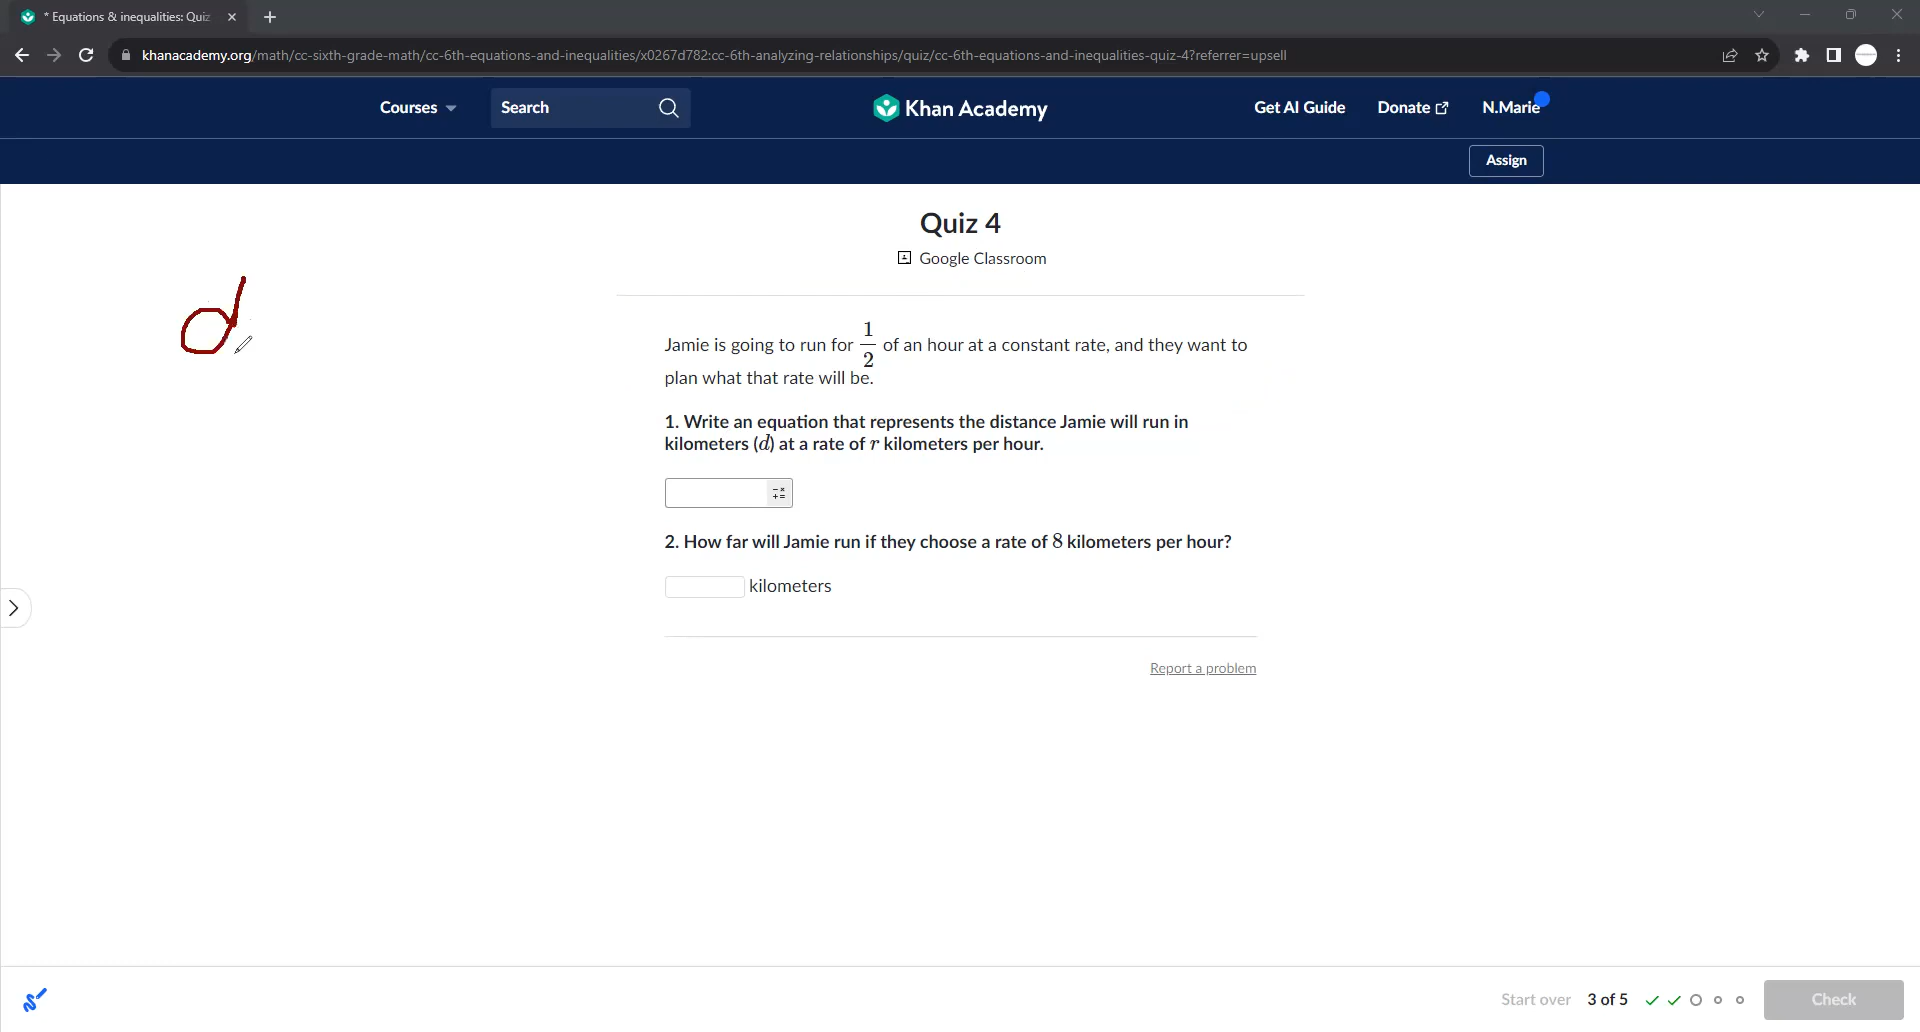 * Equations & inequalities: Quiz
khanacademy.org/math/cc-sixth-grade-math/cc-6th-equations-and-inequalities/x0267d782:cc-6th-analyzing-relationships/quiz/cc-6th-equations-and-inequalities-quiz-4?referrer=upsell
Courses Search Khan Academy Get AI Guide Donate N.Marie
Assign
Quiz 4
Google Classroom
d
Jamie is going to run for 1/2 of an hour at a constant rate, and they want to
plan what that rate will be.
1. Write an equation that represents the distance Jamie will run in
kilometers (d) at a rate of r kilometers per hour.
2. How far will Jamie run if they choose a rate of 8 kilometers per hour?
kilometers
Report a problem
Start over 3 of 5 Check